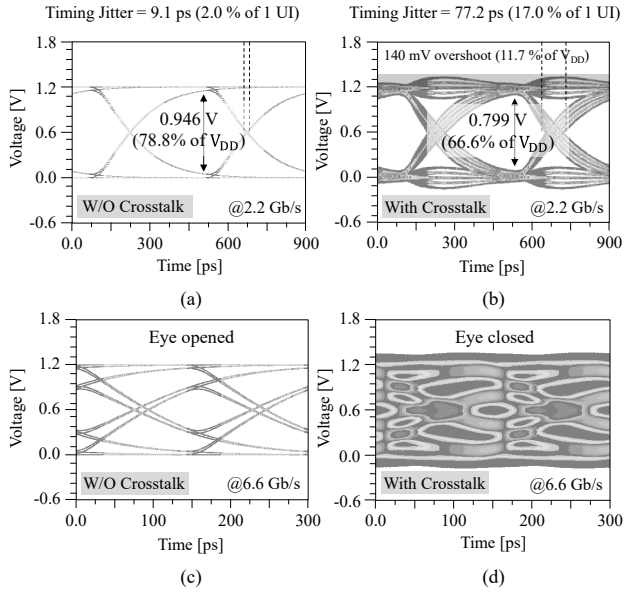 Timing Jitter = 9.1 ps (2.0 % of 1 UI)
Timing Jitter = 77.2 ps (17.0 % of 1 UI)
1.8
1.2
0.6
0.0
-0.6
Voltage [V]
0.946 V
(78.8% of VDD)
W/O Crosstalk
@2.2 Gb/s
0.0
300
600
900
Time [ps]
(a)
1.8
1.2
0.6
0.0
-0.6
Voltage [V]
140 mV overshoot (11.7 % of VDD)
0.799 V
(66.6% of VDD)
With Crosstalk
@2.2 Gb/s
0.0
300
600
900
Time [ps]
(b)
1.8
1.2
0.6
0.0
-0.6
Voltage [V]
Eye opened
W/O Crosstalk
@6.6 Gb/s
0.0
100
200
300
Time [ps]
(c)
1.8
1.2
0.6
0.0
-0.6
Voltage [V]
Eye closed
With Crosstalk
@6.6 Gb/s
0.0
100
200
300
Time [ps]
(d)